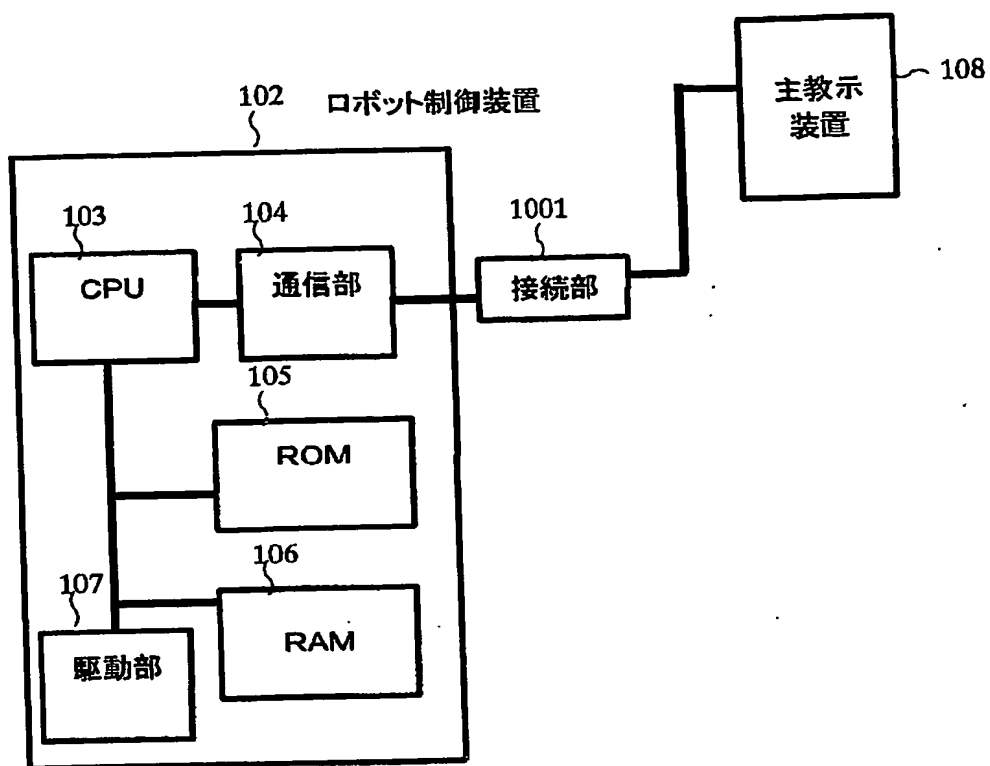 102
ロボット制御装置
108
主教示
装置
103
CPU
104
通信部
1001
接続部
105
ROM
106
RAM
107
駆動部